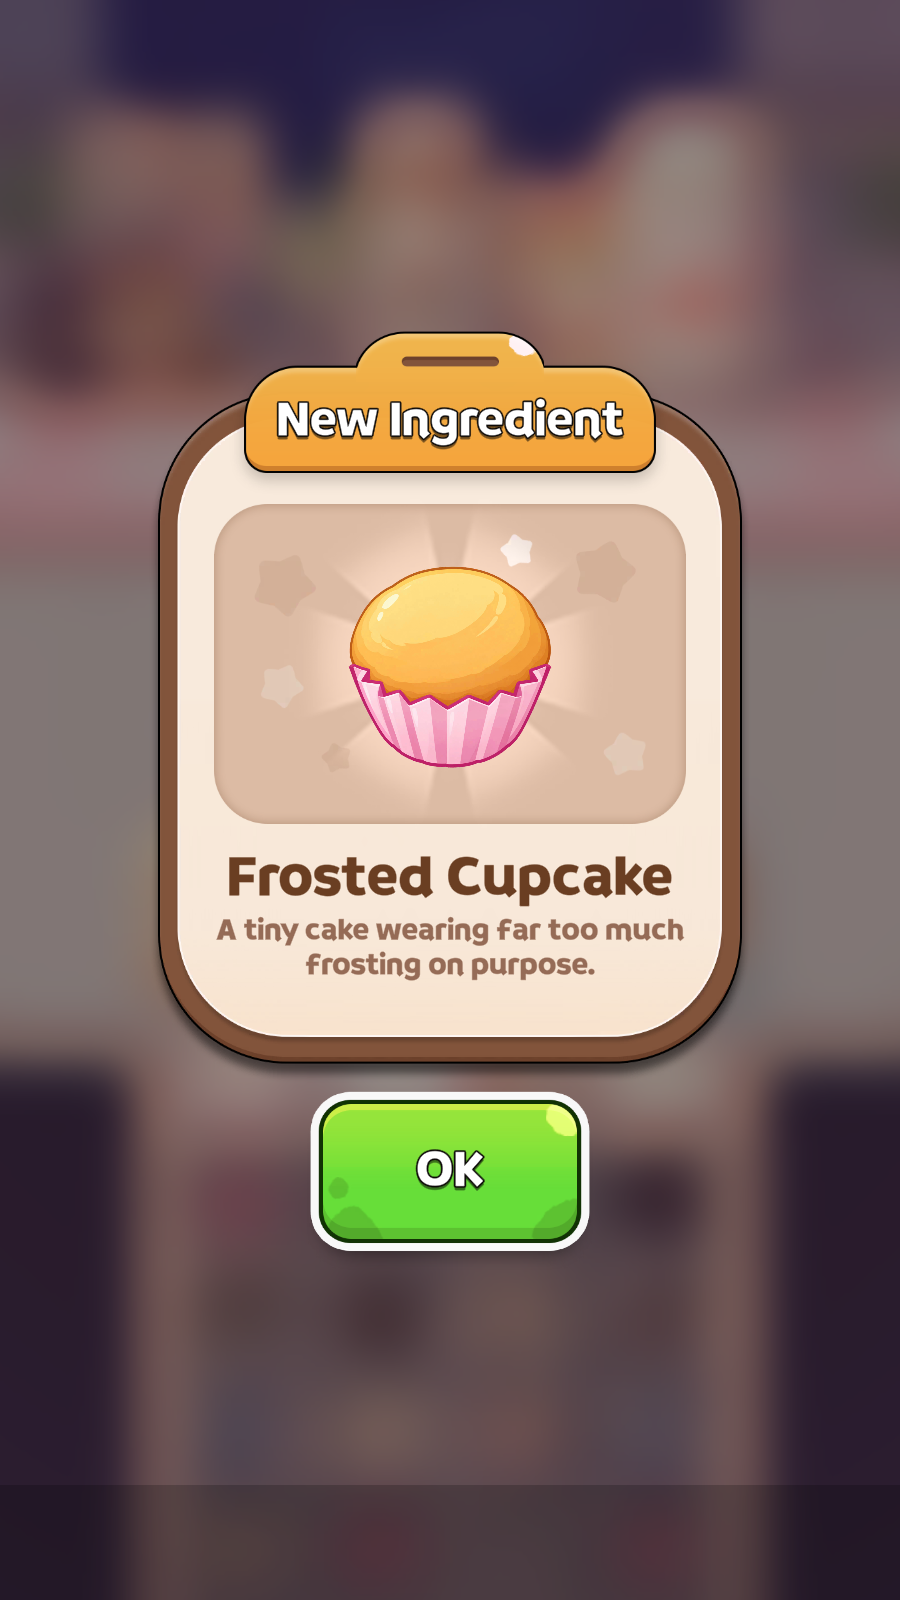 New Ingredient
Frosted Cupcake
A tiny cake wearing far too much
frosting on purpose.
OK